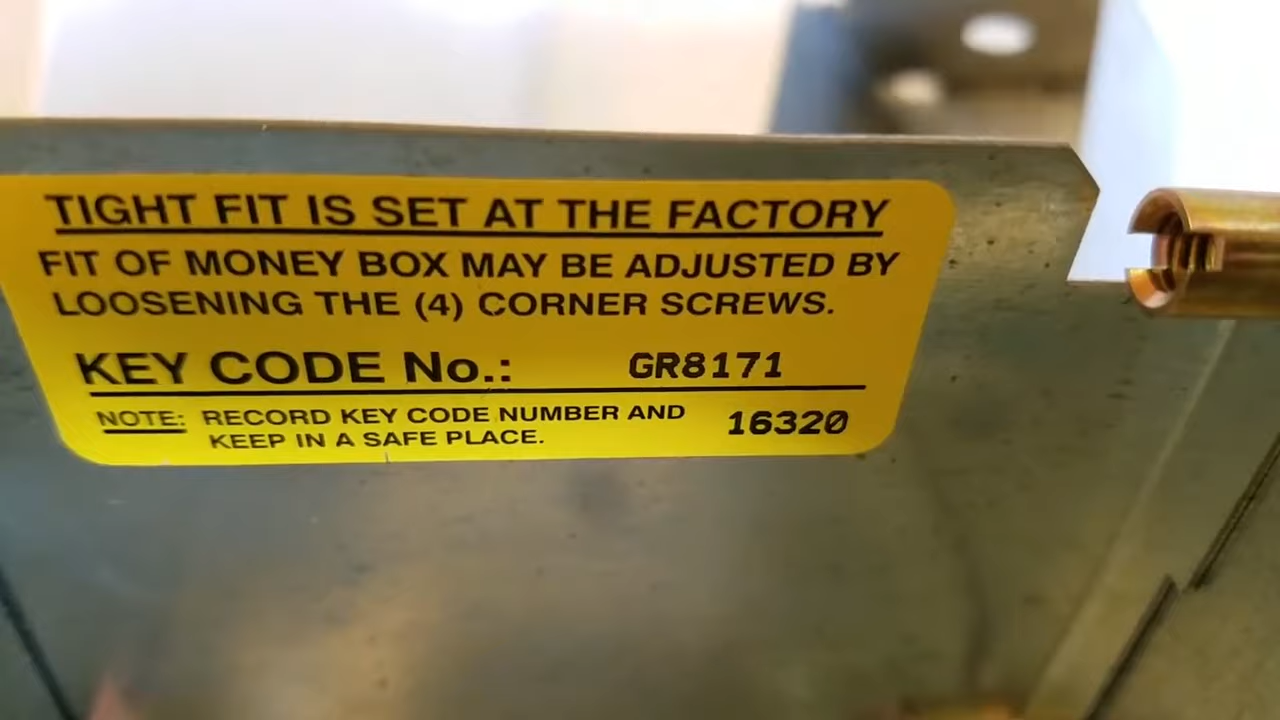 TIGHT FIT IS SET AT THE FACTORY
FIT OF MONEY BOX MAY BE ADJUSTED BY
LOOSENING THE (4) CORNER SCREWS.
KEY CODE No.: GR8171
NOTE: RECORD KEY CODE NUMBER AND 16320
KEEP IN A SAFE PLACE.